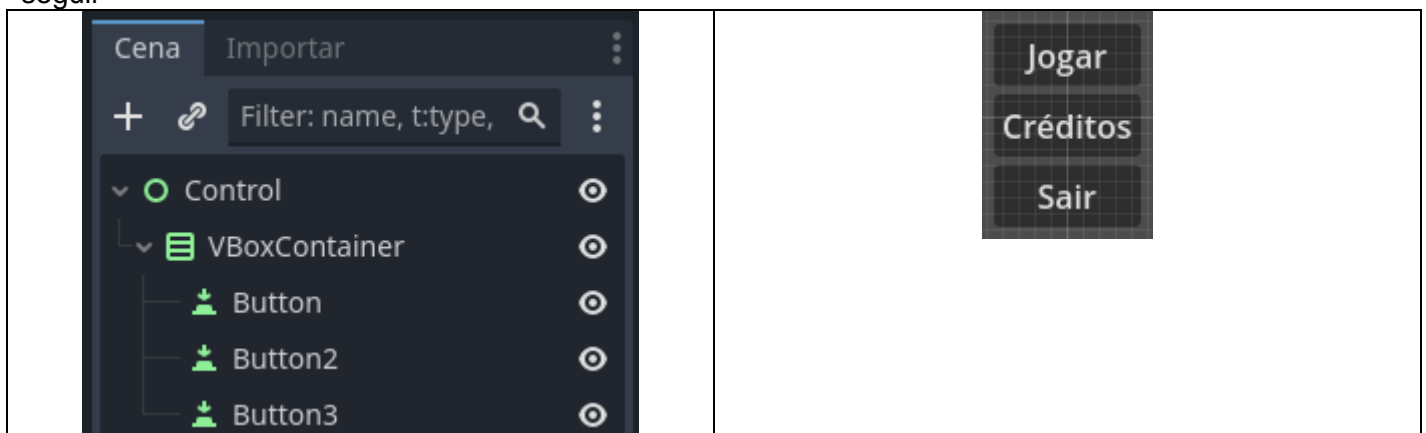 Cena Importar
Filter: name, t:type,
Control
VBoxContainer
Button
Button2
Button3
Jogar
Créditos
Sair